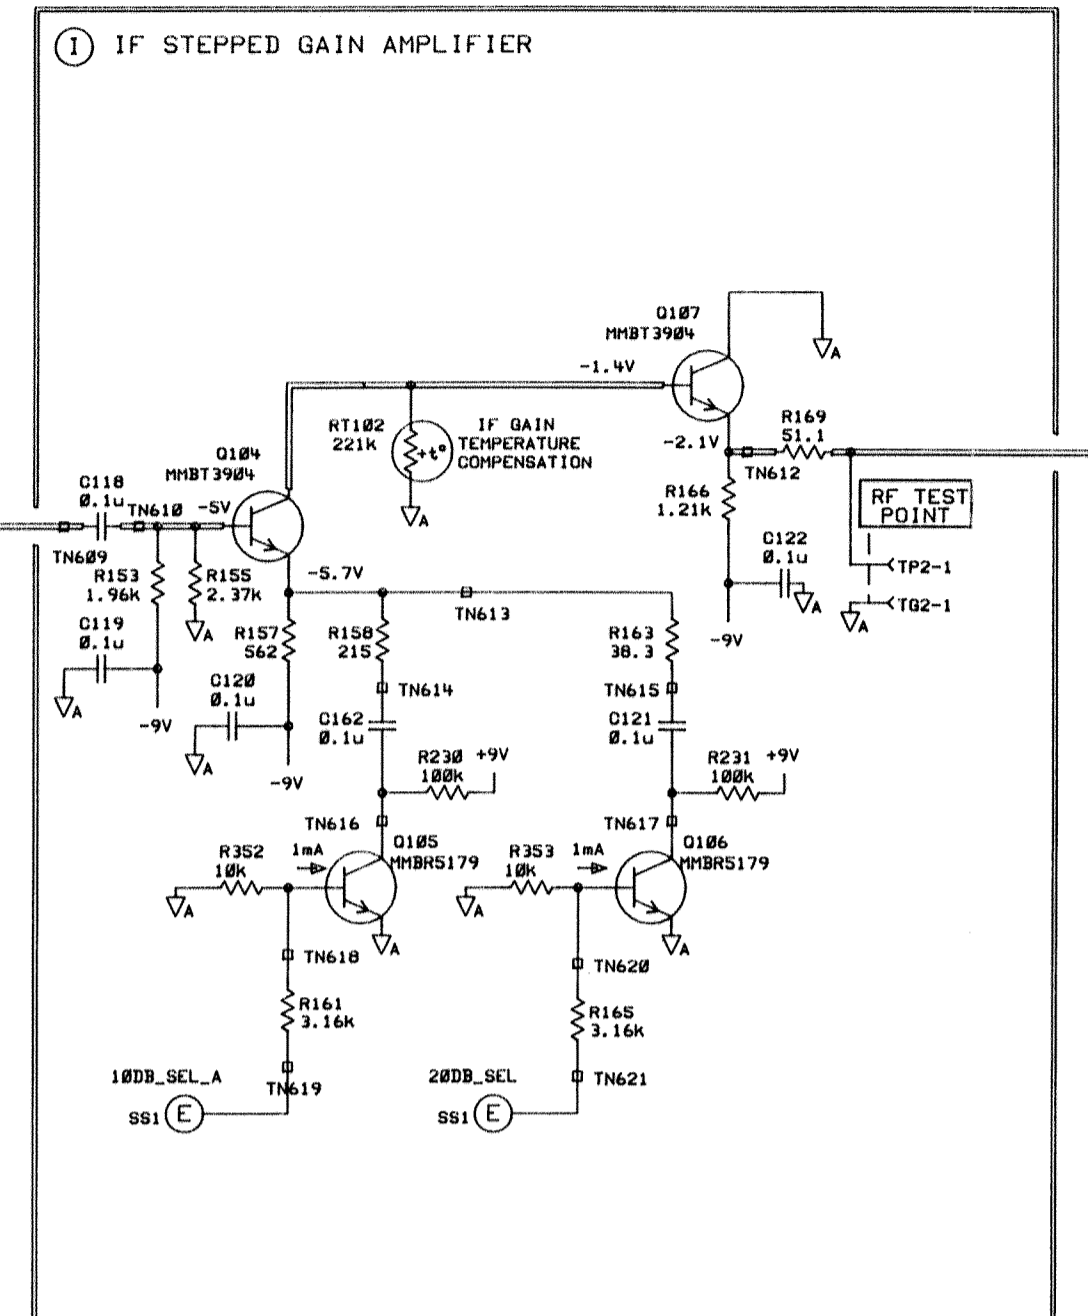 I IF STEPPED GAIN AMPLIFIER
Q107
MMBT3904
-1.4V
A
RT102
221k
+t°
IF GAIN
TEMPERATURE
COMPENSATION
A
-2.1V
R169
51.1
TN612
Q104
MMBT3904
C118
0.1u
TN610
-5V
TN609
R166
1.21k
RF TEST
POINT
R153
1.96k
R155
2.37k
A
-5.7V
TN613
C122
0.1u
A
TP2-1
TG2-1
A
-9V
C119
0.1u
A
-9V
R157
562
R158
215
R163
38.3
C120
0.1u
A
-9V
TN614
TN615
C162
0.1u
C121
0.1u
R230
100k
+9V
R231
100k
+9V
TN616
TN617
Q105
MMBR5179
Q106
MMBR5179
R352
10k
1mA
R353
10k
1mA
A
A
A
A
TN618
TN620
R161
3.16k
R165
3.16k
10DB_SEL_A
TN619
20DB_SEL
TN621
SS1 E
SS1 E